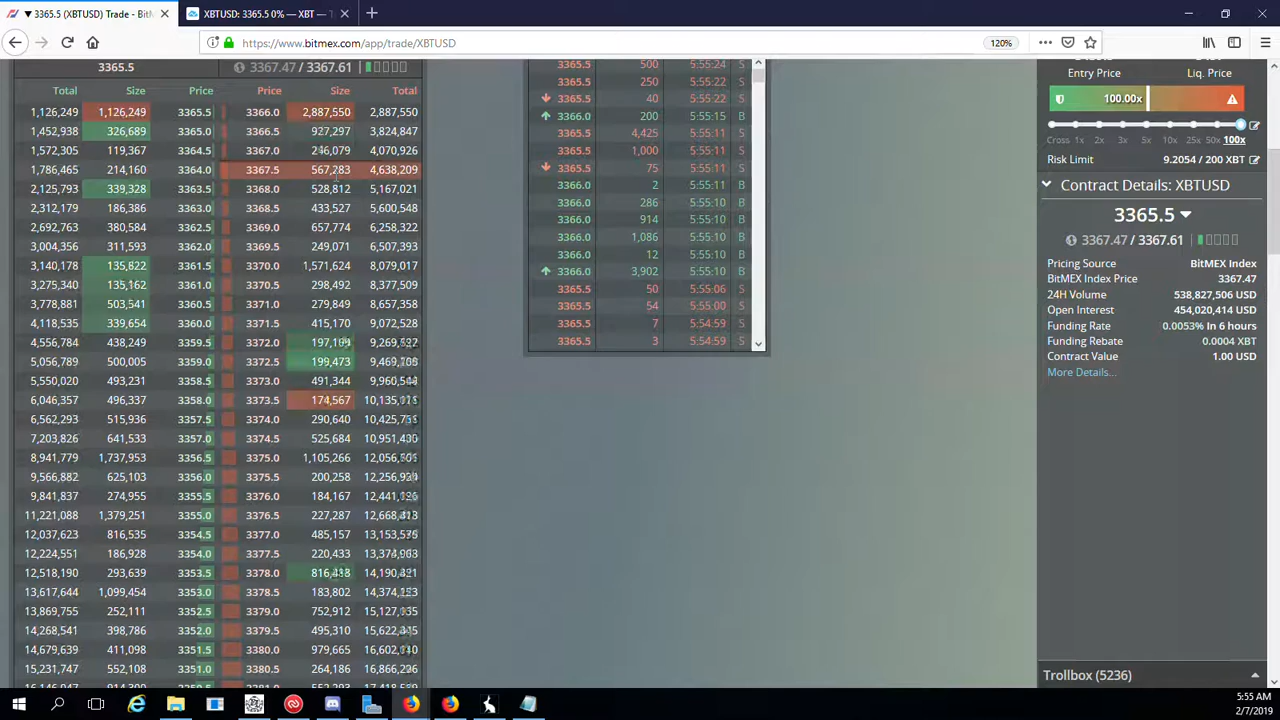 ▼ 3365.5 (XBTUSD) Trade - BitM
XBTUSD: 3365.5 0% — XBT — T
https://www.bitmex.com/app/trade/XBTUSD
120%
3365.5
3367.47 / 3367.61
Total Size Price Price Size Total
1,126,249 1,126,249 3365.5 3366.0 2,887,550 2,887,550
1,452,938 326,689 3365.0 3366.5 927,297 3,824,847
1,572,305 119,367 3364.5 3367.0 246,079 4,070,926
1,786,465 214,160 3364.0 3367.5 567,283 4,638,209
2,125,793 339,328 3363.5 3368.0 528,812 5,167,021
2,312,179 186,386 3363.0 3368.5 433,527 5,600,548
2,692,763 380,584 3362.5 3369.0 657,774 6,258,322
3,004,356 311,593 3362.0 3369.5 249,071 6,507,393
3,140,178 135,822 3361.5 3370.0 1,571,624 8,079,017
3,275,340 135,162 3361.0 3370.5 298,492 8,377,509
3,778,881 503,541 3360.5 3371.0 279,849 8,657,358
4,118,535 339,654 3360.0 3371.5 415,170 9,072,528
4,556,784 438,249 3359.5 3372.0
5,056,789 500,005 3359.0 3372.5 199,473
5,550,020 493,231 3358.5 3373.0 491,344
6,046,357 496,337 3358.0 3373.5 174,567
6,562,293 515,936 3357.5 3374.0 290,640
7,203,826 641,533 3357.0 3374.5 525,684
8,941,779 1,737,953 3356.5 3375.0 1,105,266
9,566,882 625,103 3356.0 3375.5 200,258
9,841,837 274,955 3355.5 3376.0 184,167
11,221,088 1,379,251 3355.0 3376.5 227,287
12,037,623 816,535 3354.5 3377.0 485,157
12,224,551 186,928 3354.0 3377.5 220,433
12,518,190 293,639 3353.5 3378.0
13,617,644 1,099,454 3353.0 3378.5 183,802
13,869,755 252,111 3352.5 3379.0 752,912
14,268,541 398,786 3352.0 3379.5 495,310
14,679,639 411,098 3351.5 3380.0 979,665
15,231,747 552,108 3351.0 3380.5 264,186
3365.5 500 5:55:24
3365.5 250 5:55:22 S
3365.5 40 5:55:22 S
3366.0 200 5:55:15 B
3365.5 4,425 5:55:11 S
3365.5 1,000 5:55:11 S
3365.5 75 5:55:11 S
3366.0 2 5:55:11 B
3366.0 286 5:55:10 B
3366.0 914 5:55:10 B
3366.0 1,086 5:55:10 B
3366.0 12 5:55:10 B
3366.0 3,902 5:55:10 B
3365.5 50 5:55:06 S
3365.5 54 5:55:00 S
3365.5 7 5:54:59 S
3365.5 3 5:54:59 S
Entry Price Liq. Price
100.00x
Cross 1x 2x 3x 5x 10x 25x 50x 100x
Risk Limit 9.2054 / 200 XBT
Contract Details: XBTUSD
3365.5
3367.47 / 3367.61
Pricing Source BitMEX Index
BitMEX Index Price 3367.47
24H Volume 538,827,506 USD
Open Interest 454,020,414 USD
Funding Rate 0.0053% In 6 hours
Funding Rebate 0.0004 XBT
Contract Value 1.00 USD
More Details...
Trollbox (5236)
5:55 AM
2/7/2019